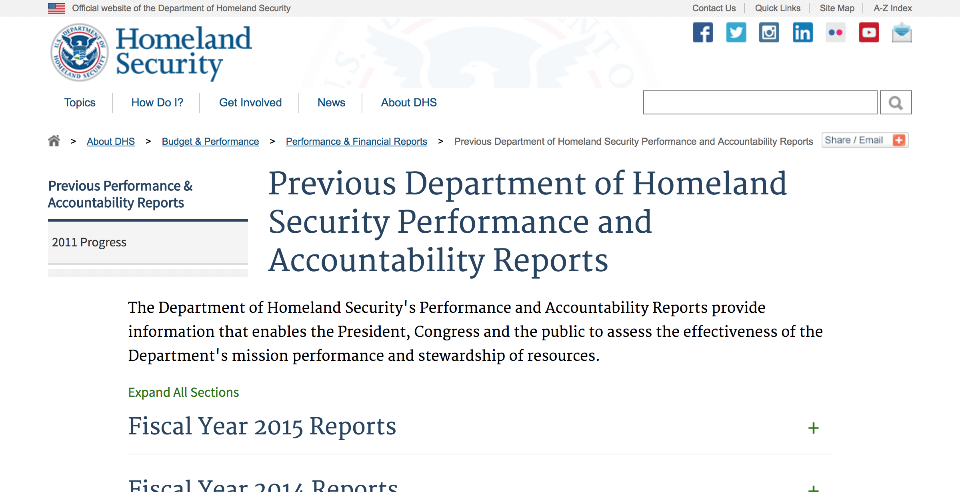 Official website of the Department of Homeland Security
Contact Us
Quick Links
Site Map
A-Z Index
Homeland
Security
Topics
How Do I?
Get Involved
News
About DHS
> About DHS > Budget & Performance > Performance & Financial Reports > Previous Department of Homeland Security Performance and Accountability Reports
Share / Email
Previous Performance &
Accountability Reports
2011 Progress
Previous Department of Homeland
Security Performance and
Accountability Reports
The Department of Homeland Security's Performance and Accountability Reports provide
information that enables the President, Congress and the public to assess the effectiveness of the
Department's mission performance and stewardship of resources.
Expand All Sections
Fiscal Year 2015 Reports +
Fiscal Year 2014 Reports +